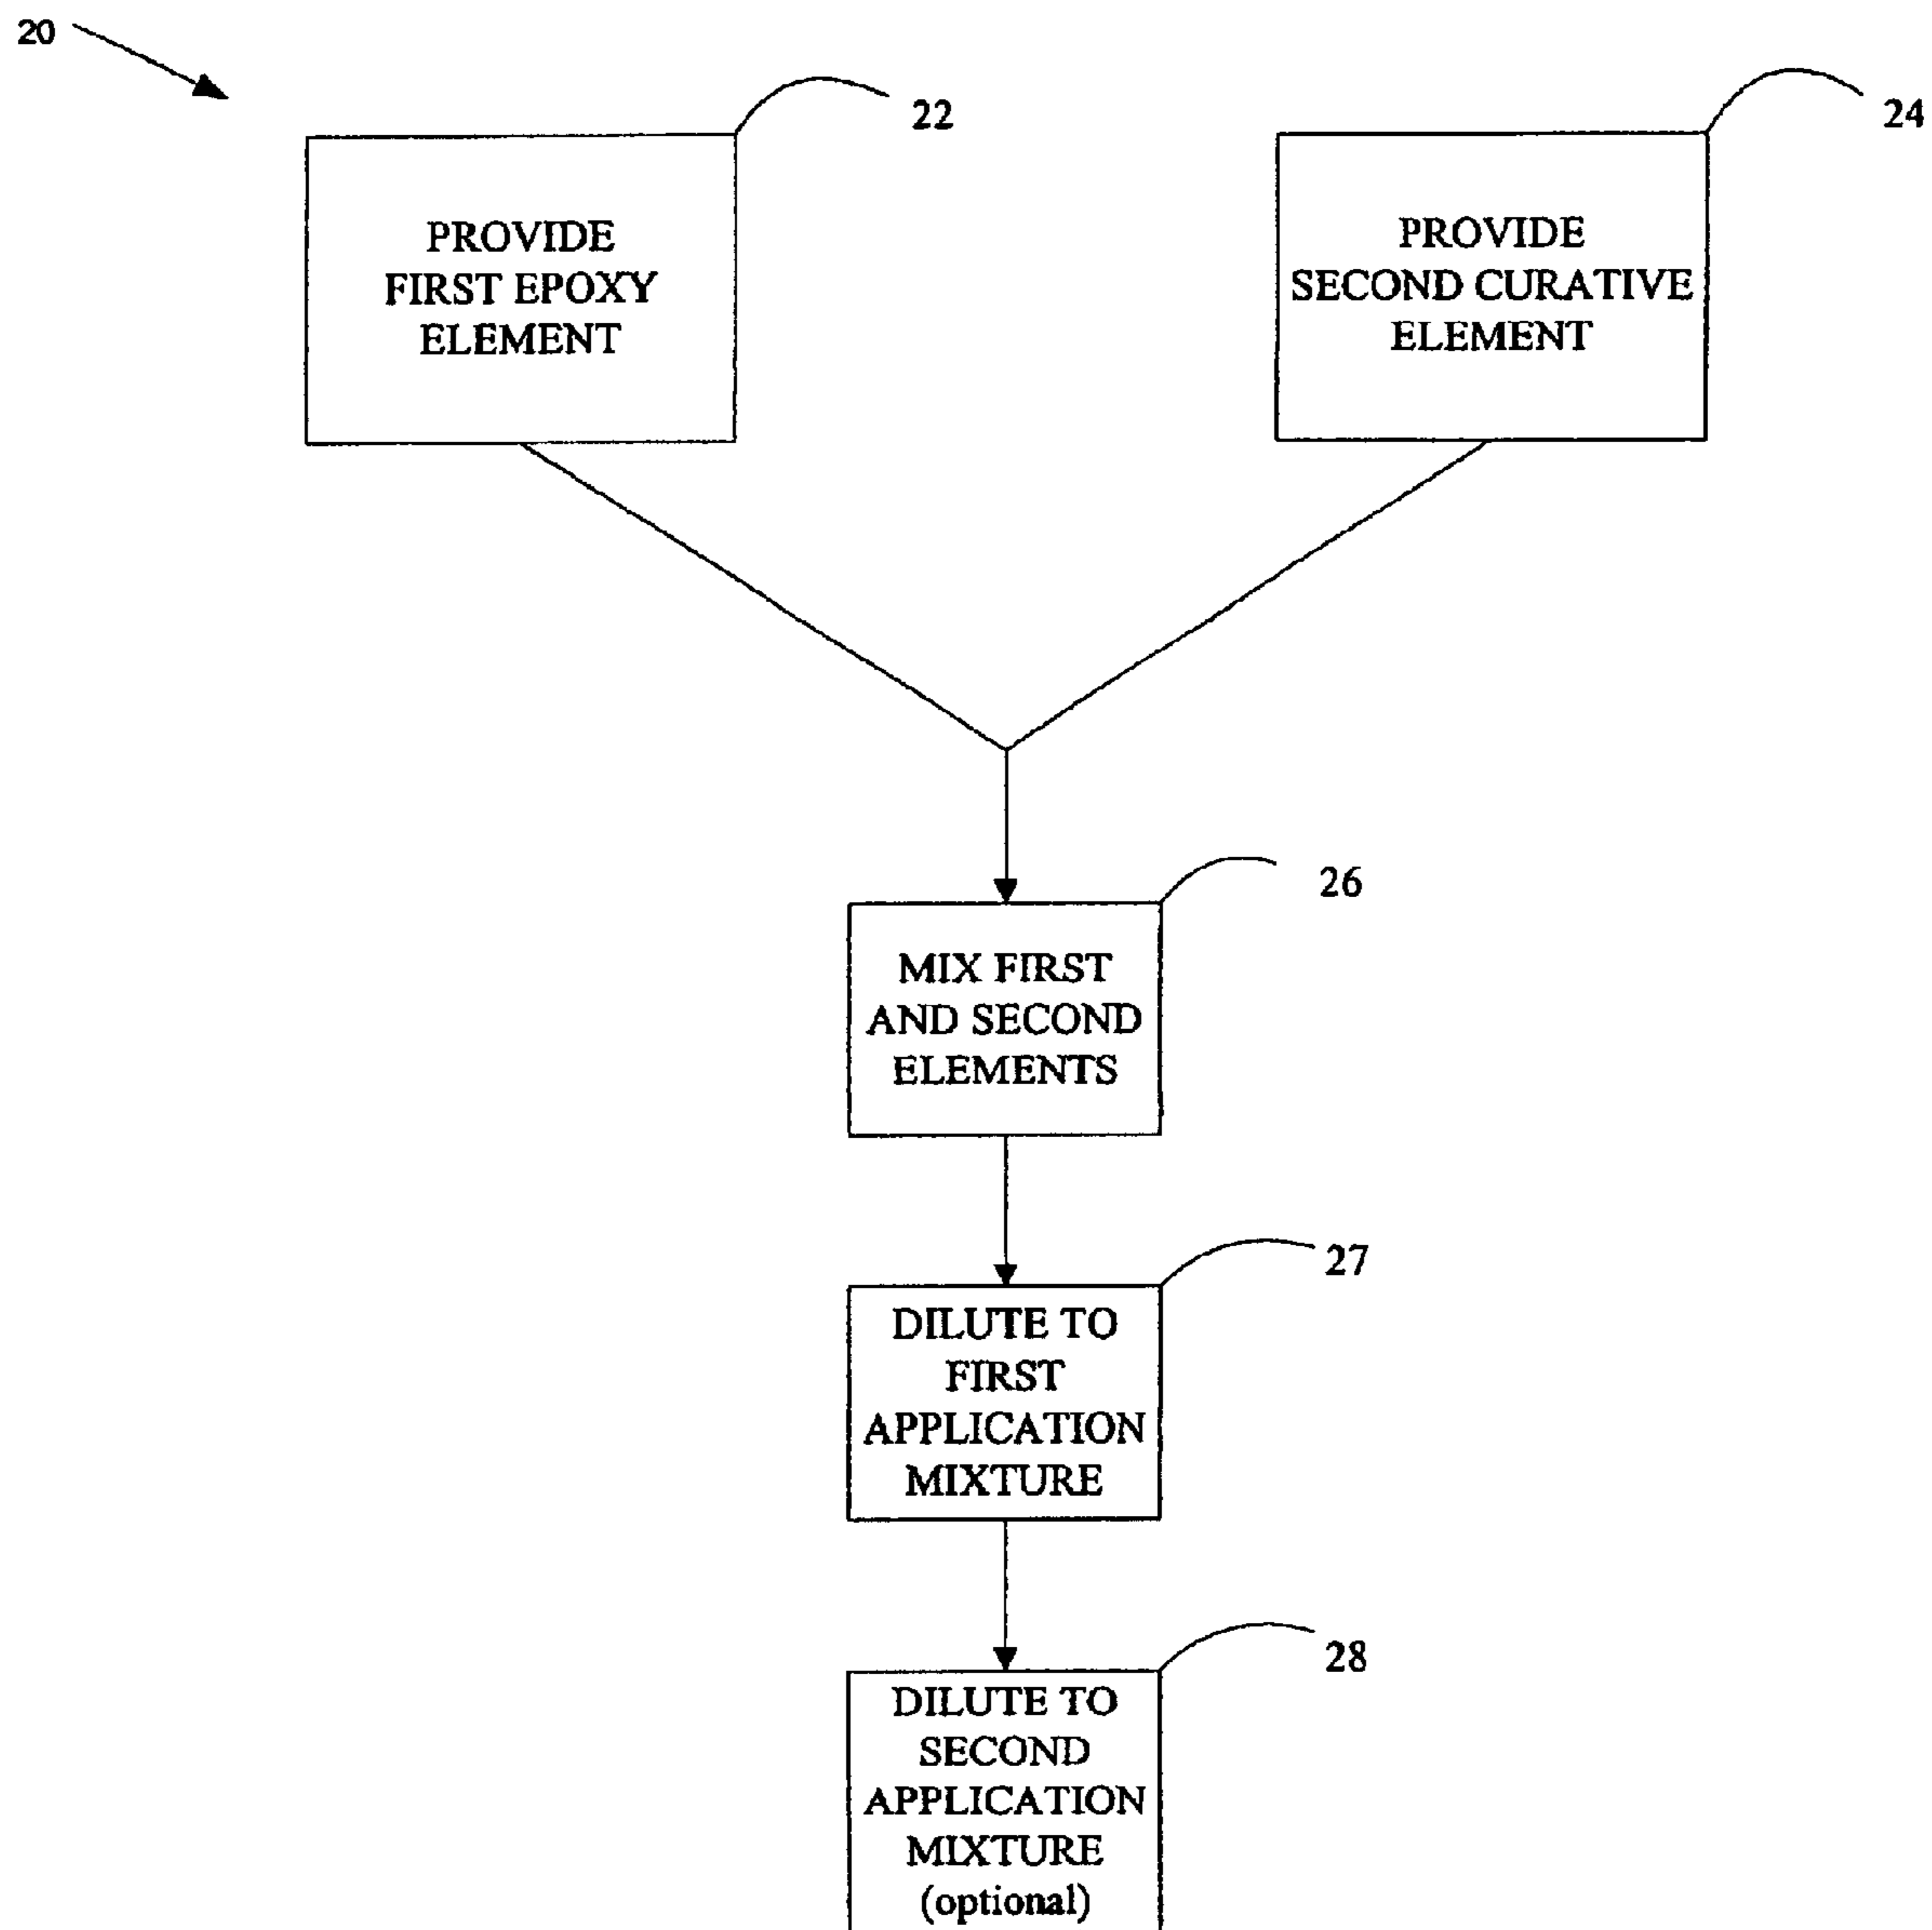 20
22
PROVIDE
FIRST EPOXY
ELEMENT
24
PROVIDE
SECOND CURATIVE
ELEMENT
26
MIX FIRST
AND SECOND
ELEMENTS
27
DILUTE TO
FIRST
APPLICATION
MIXTURE
28
DILUTE TO
SECOND
APPLICATION
MIXTURE
(optional)